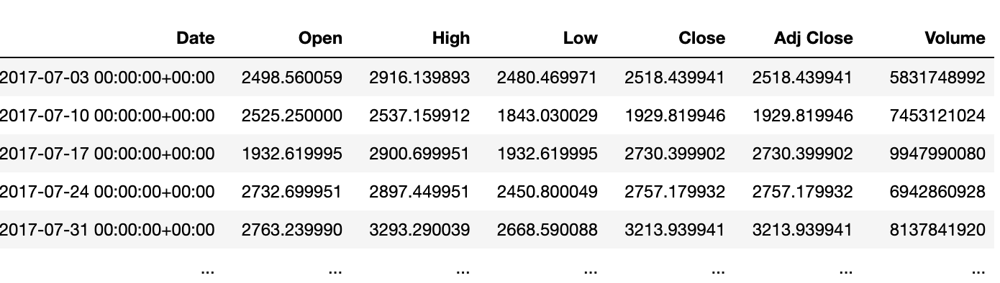 Date Open High Low Close Adj Close Volume
2017-07-03 00:00:00+00:00 2498.560059 2916.139893 2480.469971 2518.439941 2518.439941 5831748992
2017-07-10 00:00:00+00:00 2525.250000 2537.159912 1843.030029 1929.819946 1929.819946 7453121024
2017-07-17 00:00:00+00:00 1932.619995 2900.699951 1932.619995 2730.399902 2730.399902 9947990080
2017-07-24 00:00:00+00:00 2732.699951 2897.449951 2450.800049 2757.179932 2757.179932 6942860928
2017-07-31 00:00:00+00:00 2763.239990 3293.290039 2668.590088 3213.939941 3213.939941 8137841920
... ... ... ... ... ... ...